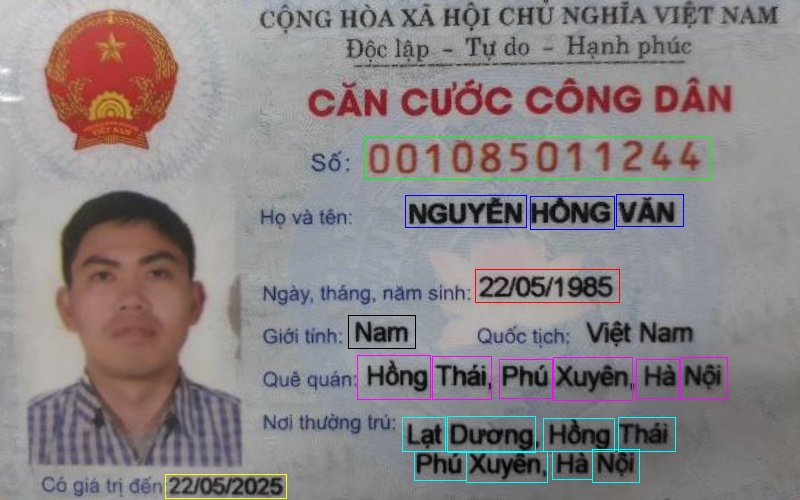 CỘNG HÒA XÃ HỘI CHỦ NGHĨA VIỆT NAM
Độc lập - Tự do - Hạnh phúc
CĂN CƯỚC CÔNG DÂN
Số: 001085011244
Họ và tên: NGUYỄN HỒNG VĂN
Ngày, tháng, năm sinh: 22/05/1985
Giới tính: Nam Quốc tịch: Việt Nam
Quê quán: Hồng Thái, Phú Xuyên, Hà Nội
Nơi thường trú: Lạt Dương, Hồng Thái
Phú Xuyên, Hà Nội
Có giá trị đến 22/05/2025
VIỆT NAM